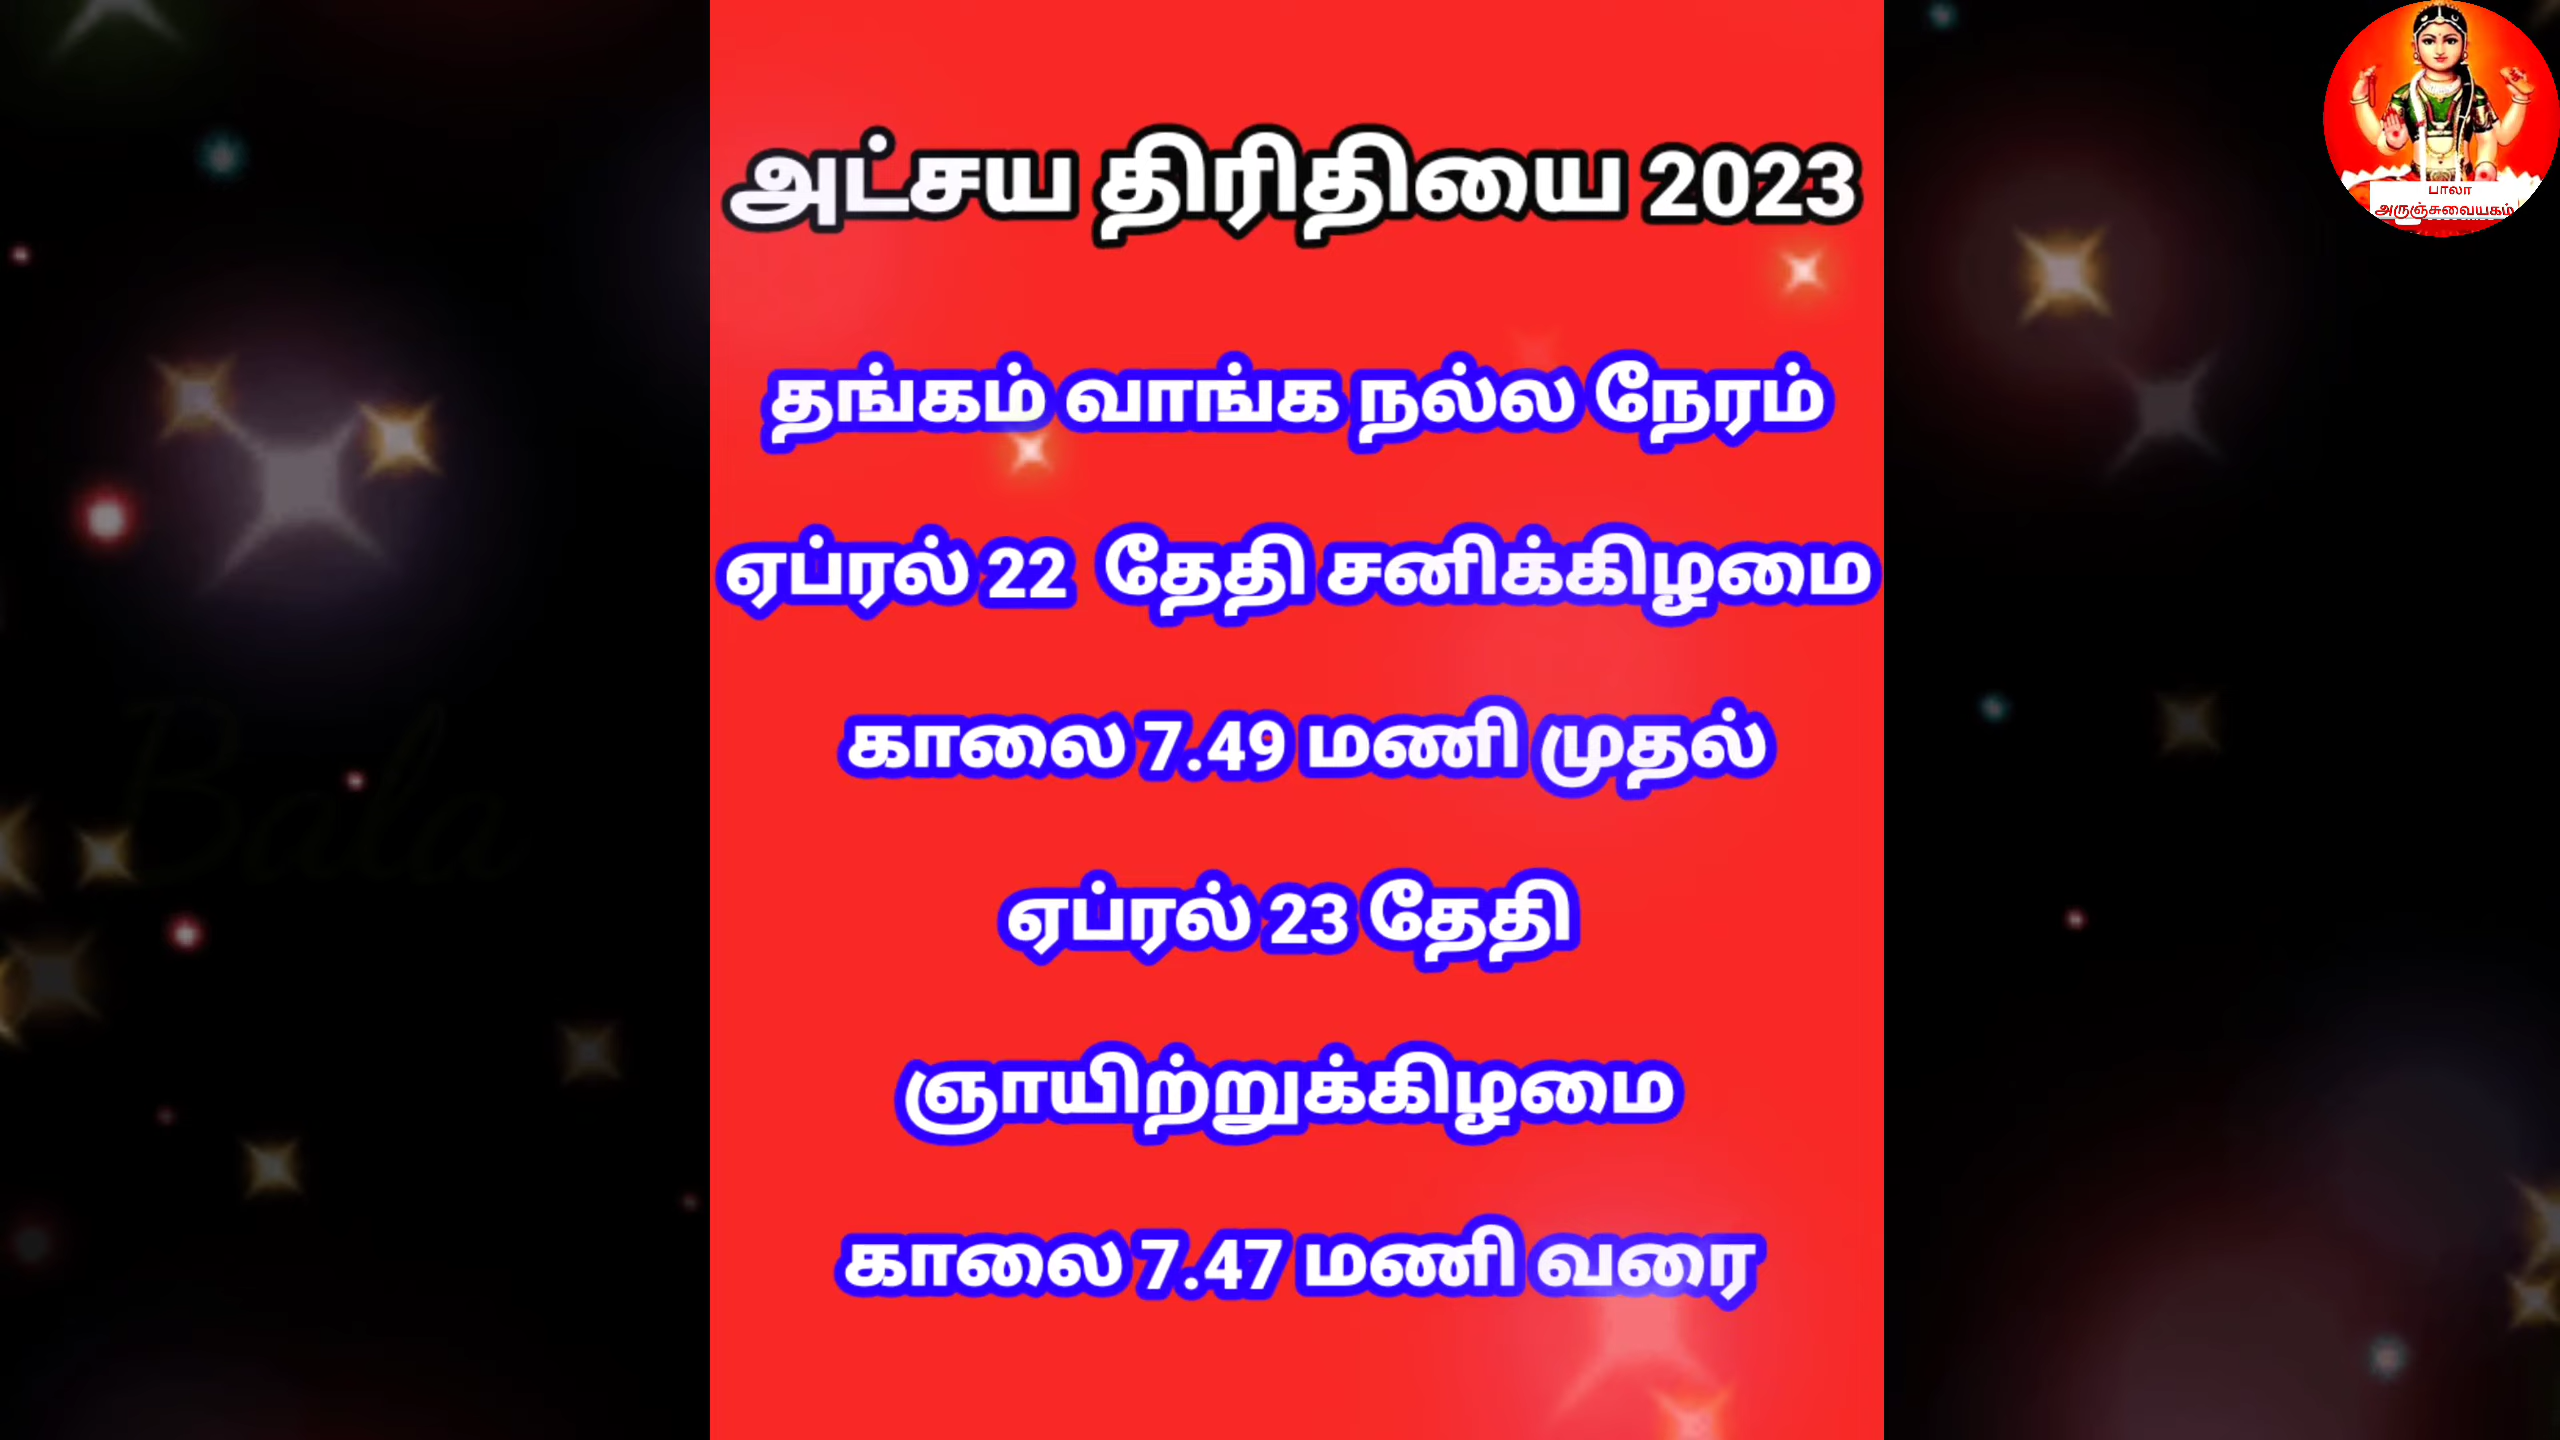 அட்சய திரிதியை 2023
தங்கம் வாங்க நல்ல நேரம்
ஏப்ரல் 22 தேதி சனிக்கிழமை
காலை 7.49 மணி முதல்
ஏப்ரல் 23 தேதி
ஞாயிற்றுக்கிழமை
காலை 7.47 மணி வரை
பாலா
அருஞ்சுவையகம்
Bala